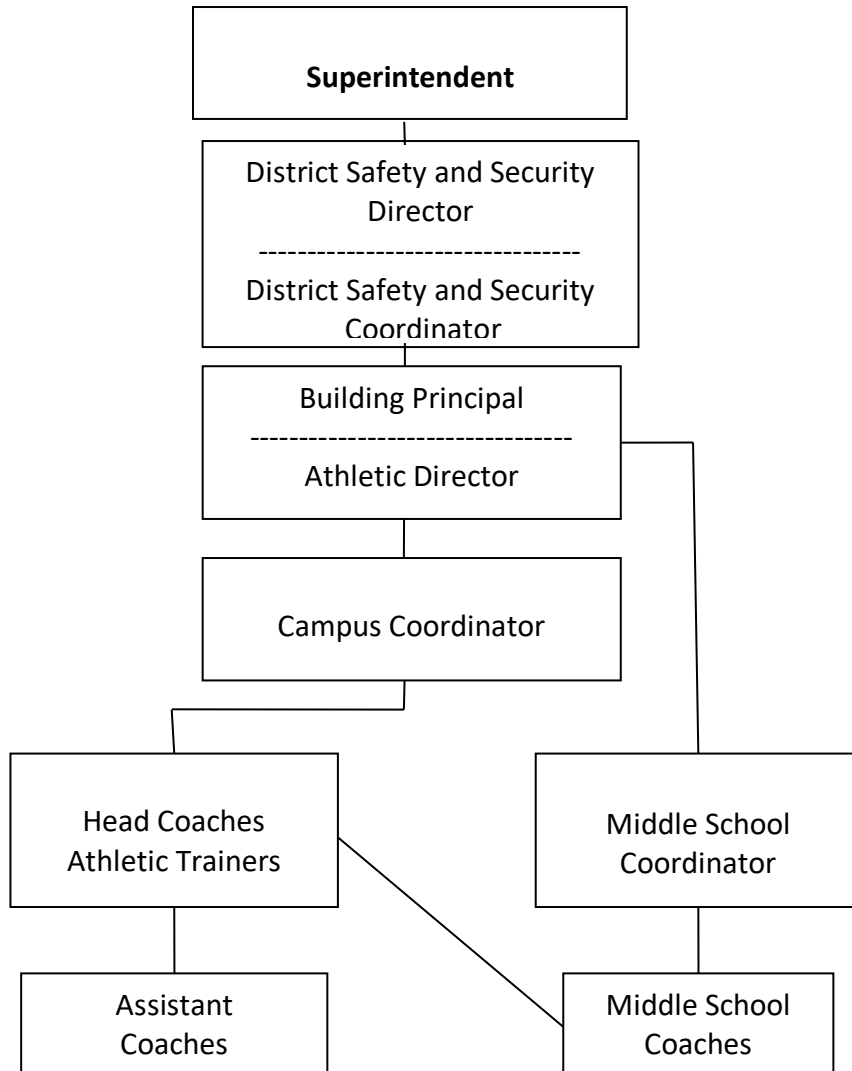 Superintendent
District Safety and Security
Director
---------------------------------
District Safety and Security
Coordinator
Building Principal
---------------------------------
Athletic Director
Campus Coordinator
Head Coaches
Athletic Trainers
Middle School
Coordinator
Assistant
Coaches
Middle School
Coaches